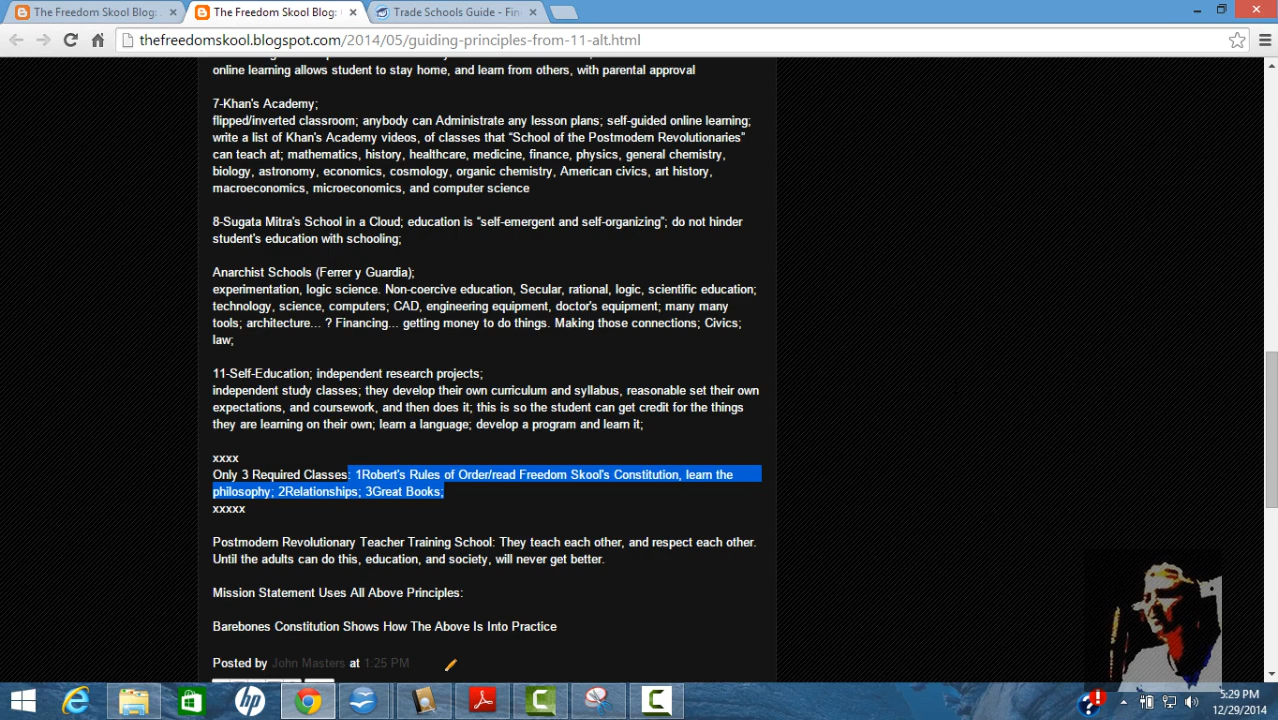 The Freedom Skool Blog:
The Freedom Skool Blog:
Trade Schools Guide - Fin
thefreedomskool.blogspot.com/2014/05/guiding-principles-from-11-alt.html
online learning allows student to stay home, and learn from others, with parental approval
7-Khan's Academy;
flipped/inverted classroom; anybody can Administrate any lesson plans; self-guided online learning;
write a list of Khan's Academy videos, of classes that “School of the Postmodern Revolutionaries”
can teach at; mathematics, history, healthcare, medicine, finance, physics, general chemistry,
biology, astronomy, economics, cosmology, organic chemistry, American civics, art history,
macroeconomics, microeconomics, and computer science
8-Sugata Mitra's School in a Cloud; education is “self-emergent and self-organizing”; do not hinder
student's education with schooling;
Anarchist Schools (Ferrer y Guardia);
experimentation, logic science. Non-coercive education, Secular, rational, logic, scientific education;
technology, science, computers; CAD, engineering equipment, doctor's equipment; many many
tools; architecture... ? Financing... getting money to do things. Making those connections; Civics;
law;
11-Self-Education; independent research projects;
independent study classes; they develop their own curriculum and syllabus, reasonable set their own
expectations, and coursework, and then does it; this is so the student can get credit for the things
they are learning on their own; learn a language; develop a program and learn it;
xxxx
Only 3 Required Classes: 1Robert's Rules of Order/read Freedom Skool's Constitution, learn the
philosophy; 2Relationships; 3Great Books;
xxxxx
Postmodern Revolutionary Teacher Training School: They teach each other, and respect each other.
Until the adults can do this, education, and society, will never get better.
Mission Statement Uses All Above Principles:
Barebones Constitution Shows How The Above Is Into Practice
Posted by John Masters at 1:25 PM
5:29 PM
12/29/2014